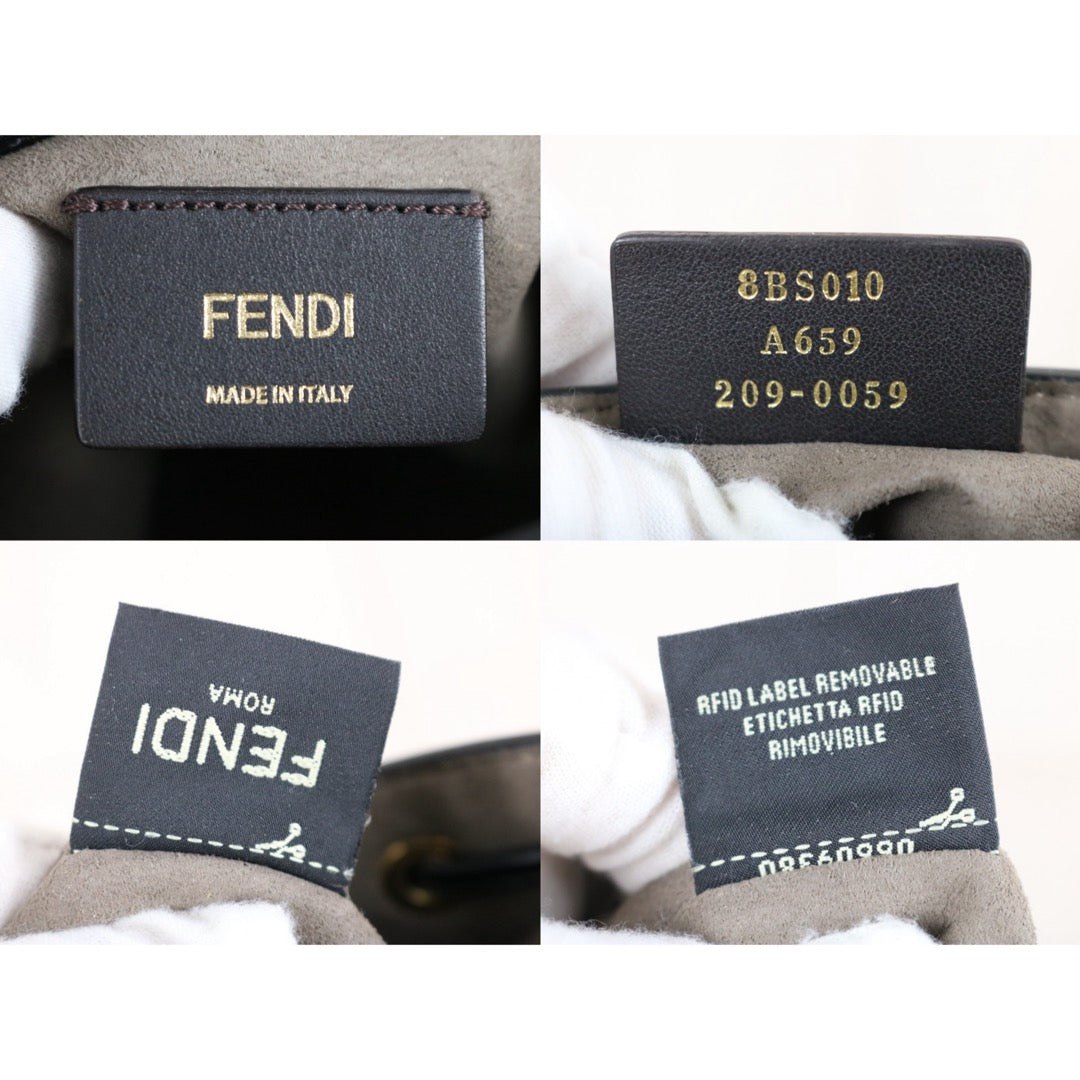 FENDI
MADE IN ITALY
8BS010
A659
209-0059
FENDI
ROMA
RFID LABEL REMOVABLE
ETICHETTA RFID
RIMOVIBILE